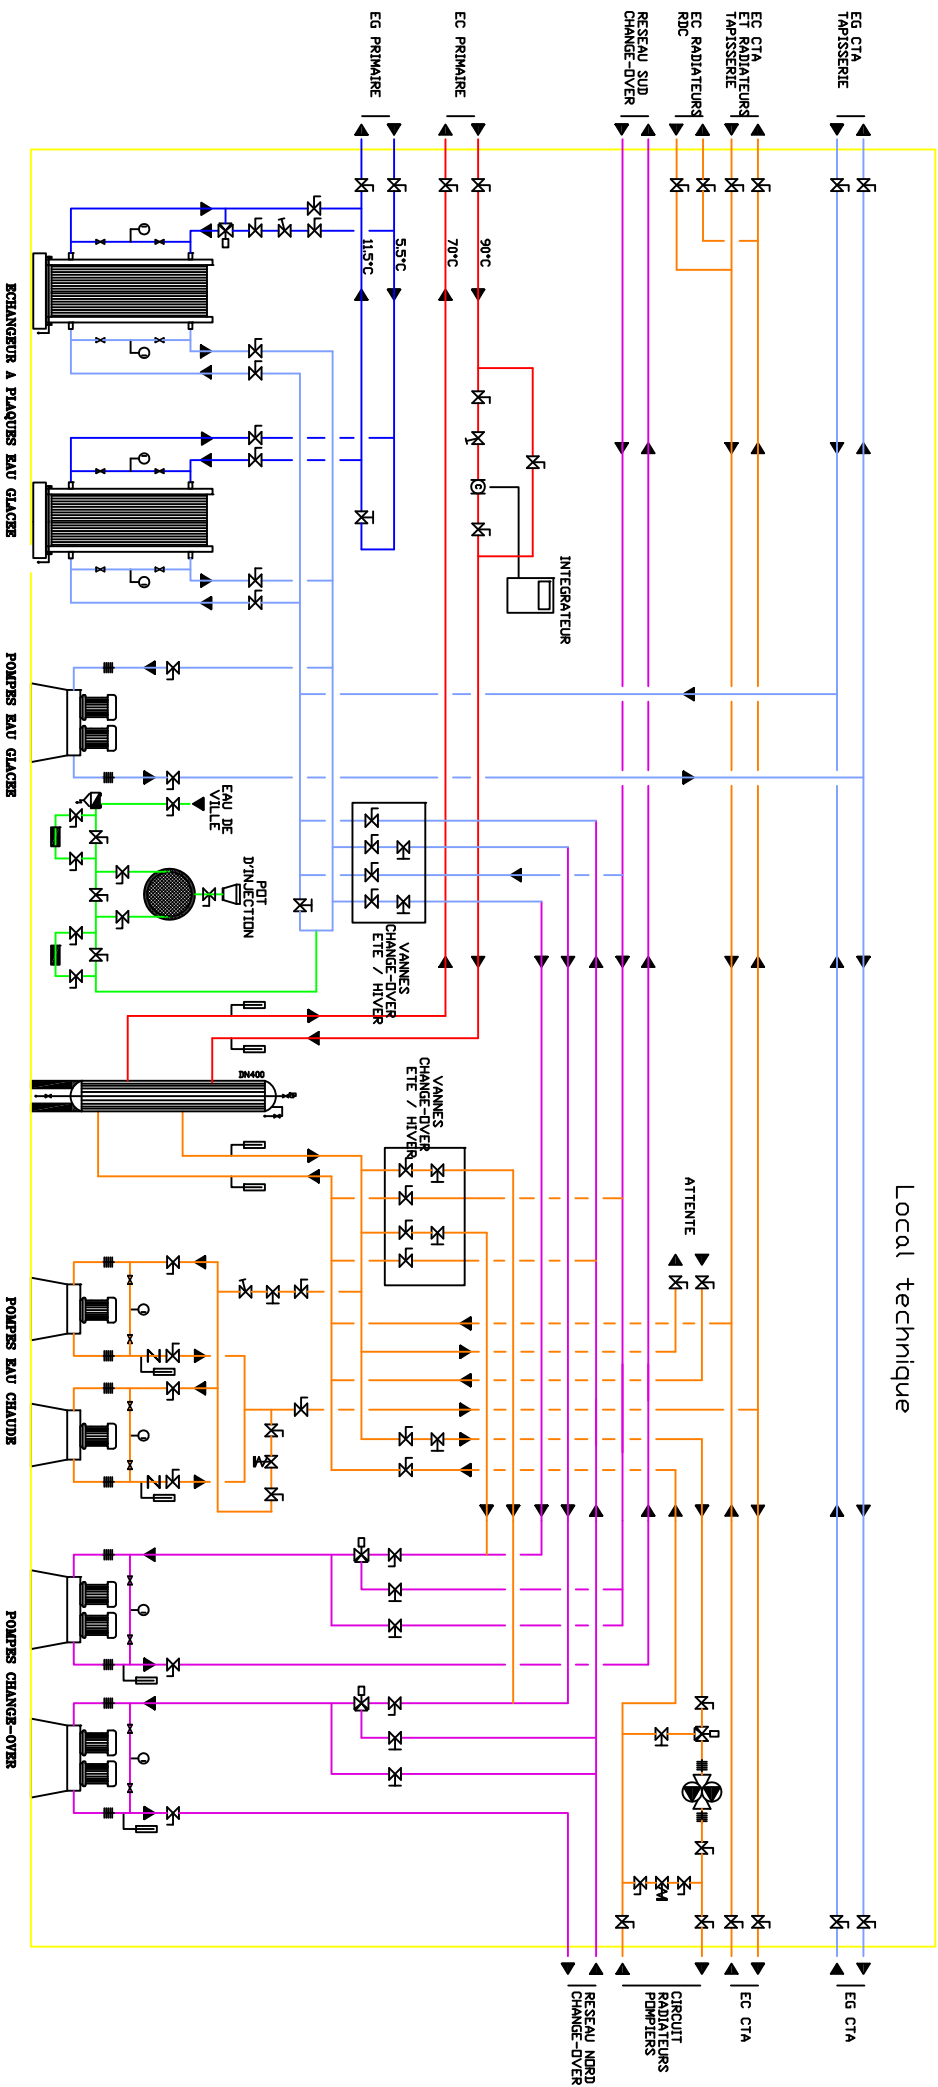 Local technique
EG CTA
TAPISSERIE
EC CTA
ET RADIATEURS
TAPISSERIE
EC RADIATEURS
RDC
RESEAU SUD
CHANGE-OVER
EC PRIMAIRE
EG PRIMAIRE
90°C
70°C
5.5°C
11.5°C
C
INTEGRATEUR
EAU DE
VILLE
POT
D'INJECTION
VANNES
CHANGE-OVER
ETE / HIVER
DN400
VANNES
CHANGE-OVER
ETE / HIVER
ATTENTE
EG CTA
EC CTA
CIRCUIT
RADIATEURS
POMPIERS
RESEAU NORD
CHANGE-OVER
ECHANGEUR A PLAQUES EAU GLACEE
POMPES EAU GLACEE
POMPES EAU CHAUDE
POMPES CHANGE-OVER